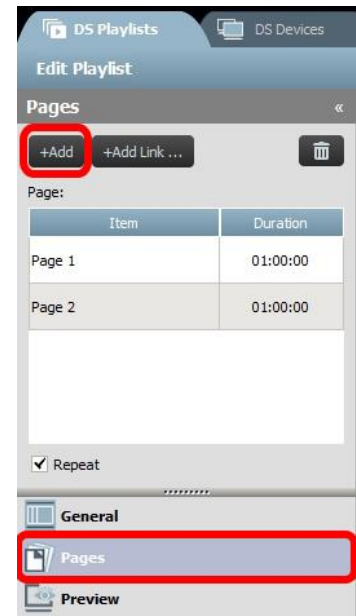 DS Playlists DS Devices
Edit Playlist
Pages «
+Add +Add Link ...
Page:
Item Duration
Page 1 01:00:00
Page 2 01:00:00
Repeat
General
Pages
Preview